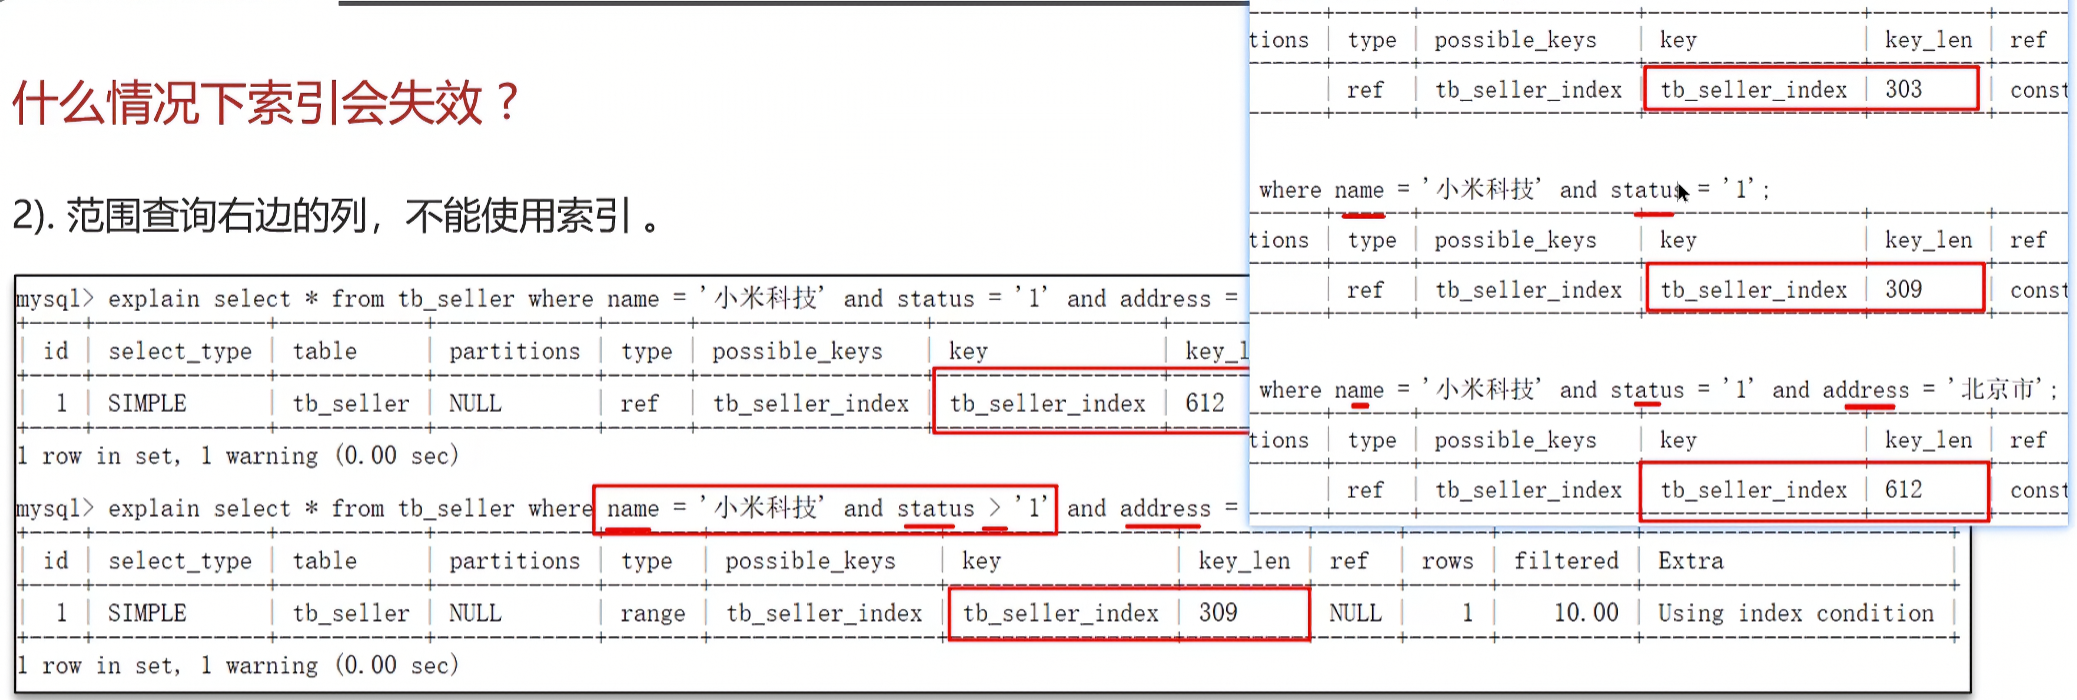 什么情况下索引会失效？
2). 范围查询右边的列，不能使用索引 。
mysql> explain select * from tb_seller where name = '小米科技' and status = '1' and address =
id | select_type | table | partitions | type | possible_keys | key | key_l
1 | SIMPLE | tb_seller | NULL | ref | tb_seller_index | tb_seller_index | 612
1 row in set, 1 warning (0.00 sec)
mysql> explain select * from tb_seller where name = '小米科技' and status > '1' and address =
id | select_type | table | partitions | type | possible_keys | key | key_len | ref | rows | filtered | Extra
1 | SIMPLE | tb_seller | NULL | range | tb_seller_index | tb_seller_index | 309 | NULL | 1 | 10.00 | Using index condition
1 row in set, 1 warning (0.00 sec)
tions | type | possible_keys | key | key_len | ref
ref | tb_seller_index | tb_seller_index | 303 | const
where name = '小米科技' and status = '1';
tions | type | possible_keys | key | key_len | ref
ref | tb_seller_index | tb_seller_index | 309 | const
where name = '小米科技' and status = '1' and address = '北京市';
tions | type | possible_keys | key | key_len | ref
ref | tb_seller_index | tb_seller_index | 612 | const